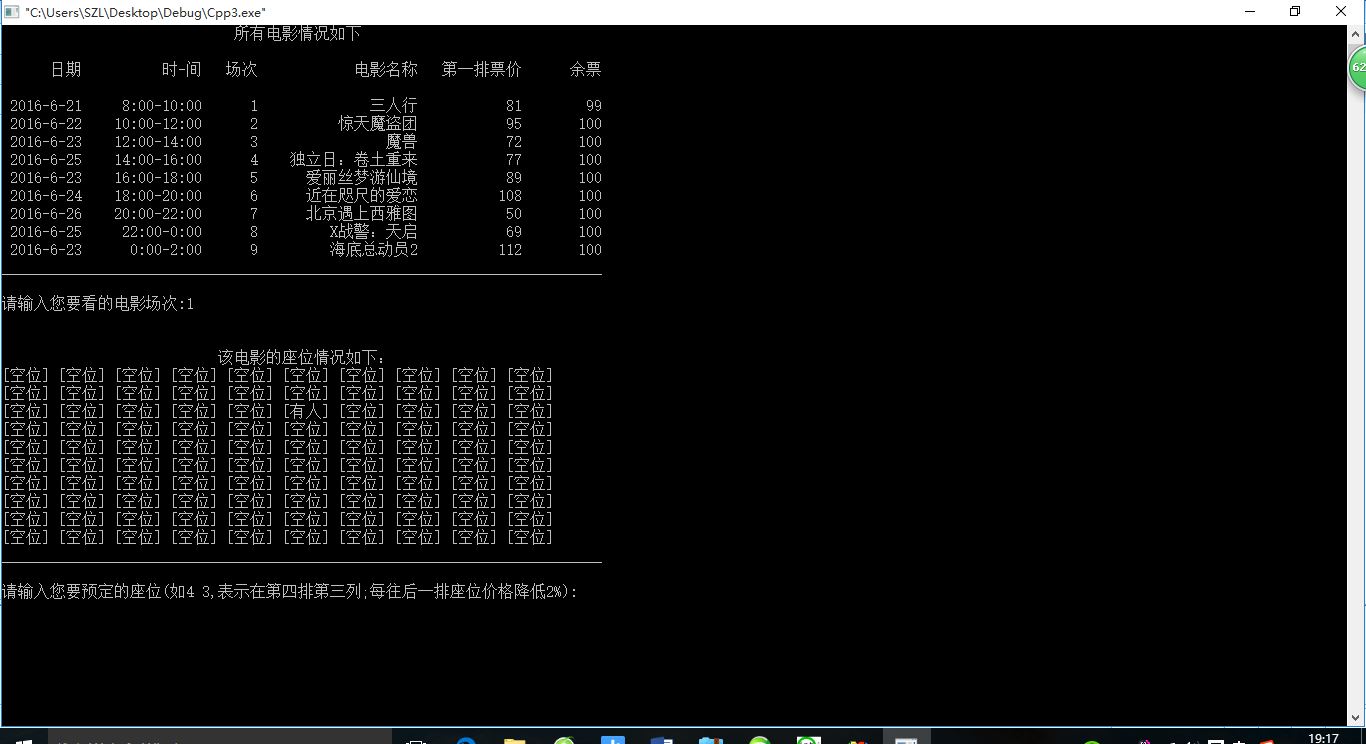 "C:\Users\SZL\Desktop\Debug\Cpp3.exe"
所有电影情况如下
日期 时-间 场次 电影名称 第一排票价 余票
2016-6-21 8:00-10:00 1 三人行 81 99
2016-6-22 10:00-12:00 2 惊天魔盗团 95 100
2016-6-23 12:00-14:00 3 魔兽 72 100
2016-6-25 14:00-16:00 4 独立日：卷土重来 77 100
2016-6-23 16:00-18:00 5 爱丽丝梦游仙境 89 100
2016-6-24 18:00-20:00 6 近在咫尺的爱恋 108 100
2016-6-26 20:00-22:00 7 北京遇上西雅图 50 100
2016-6-25 22:00-0:00 8 X战警：天启 69 100
2016-6-23 0:00-2:00 9 海底总动员2 112 100
请输入您要看的电影场次:1
该电影的座位情况如下：
[空位] [空位] [空位] [空位] [空位] [空位] [空位] [空位] [空位] [空位]
[空位] [空位] [空位] [空位] [空位] [空位] [空位] [空位] [空位] [空位]
[空位] [空位] [空位] [空位] [空位] [有人] [空位] [空位] [空位] [空位]
[空位] [空位] [空位] [空位] [空位] [空位] [空位] [空位] [空位] [空位]
[空位] [空位] [空位] [空位] [空位] [空位] [空位] [空位] [空位] [空位]
[空位] [空位] [空位] [空位] [空位] [空位] [空位] [空位] [空位] [空位]
[空位] [空位] [空位] [空位] [空位] [空位] [空位] [空位] [空位] [空位]
[空位] [空位] [空位] [空位] [空位] [空位] [空位] [空位] [空位] [空位]
[空位] [空位] [空位] [空位] [空位] [空位] [空位] [空位] [空位] [空位]
[空位] [空位] [空位] [空位] [空位] [空位] [空位] [空位] [空位] [空位]
请输入您要预定的座位(如4 3,表示在第四排第三列;每往后一排座位价格降低2%):
62
19:17